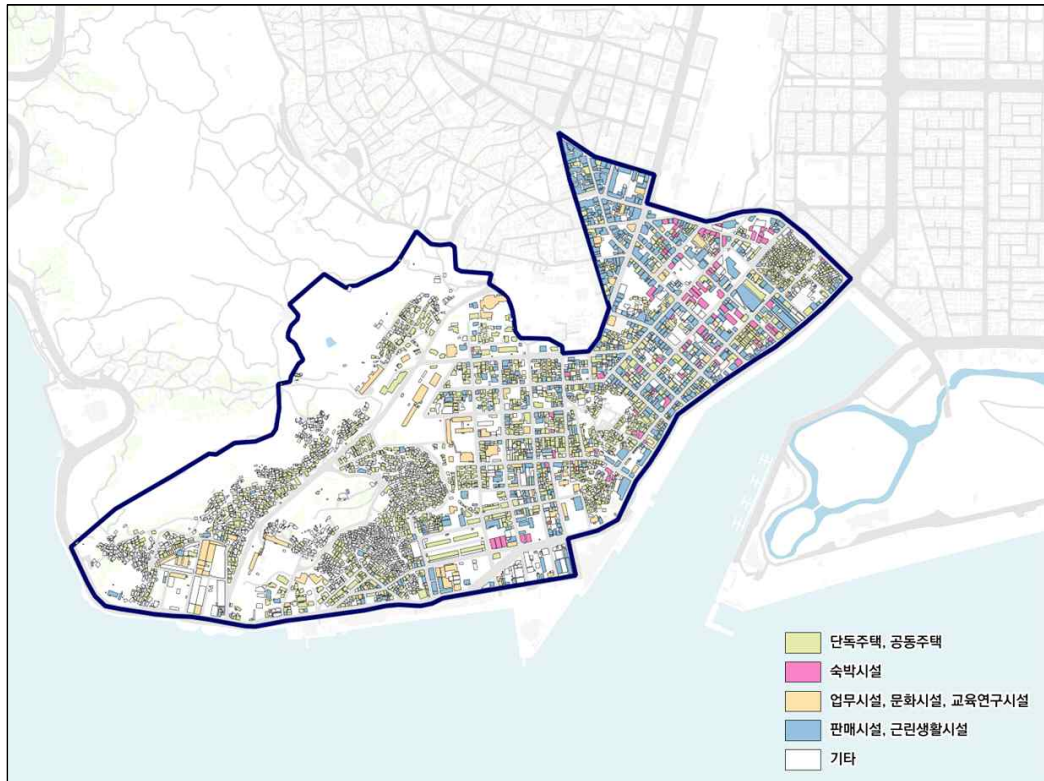 단독주택, 공동주택
숙박시설
업무시설, 문화시설, 교육연구시설
판매시설, 근린생활시설
기타